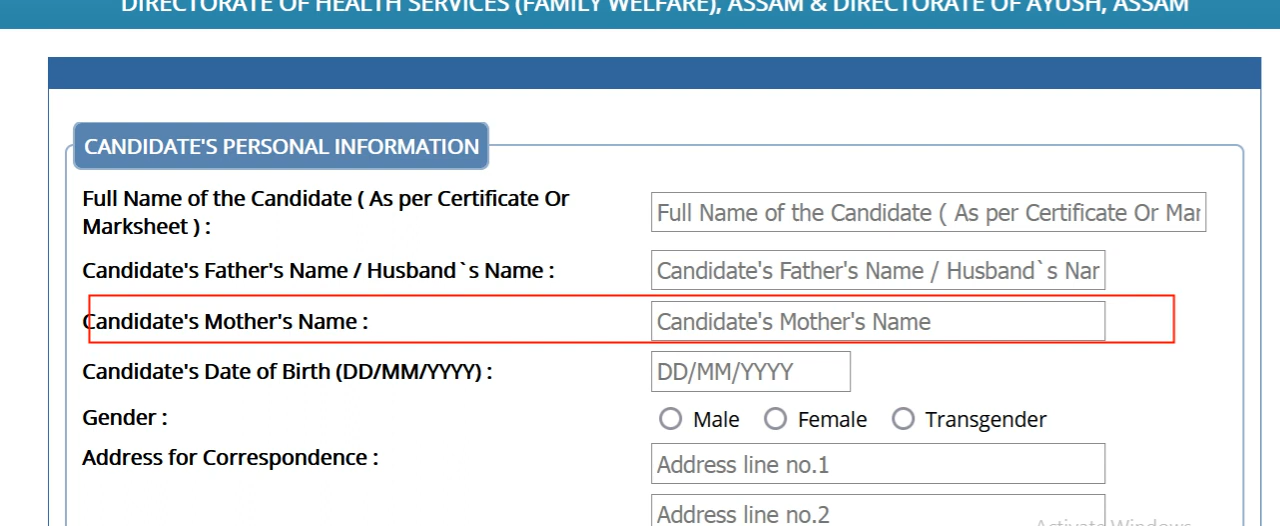 DIRECTORATE OF HEALTH SERVICES (FAMILY WELFARE), ASSAM & DIRECTORATE OF AYUSH, ASSAM
CANDIDATE'S PERSONAL INFORMATION
Full Name of the Candidate ( As per Certificate Or
Marksheet ) :
Full Name of the Candidate ( As per Certificate Or Mar
Candidate's Father's Name / Husband`s Name :
Candidate's Father's Name / Husband`s Nar
Candidate's Mother's Name :
Candidate's Mother's Name
Candidate's Date of Birth (DD/MM/YYYY) :
DD/MM/YYYY
Gender :
Male
Female
Transgender
Address for Correspondence :
Address line no.1
Address line no.2
Activate Windows